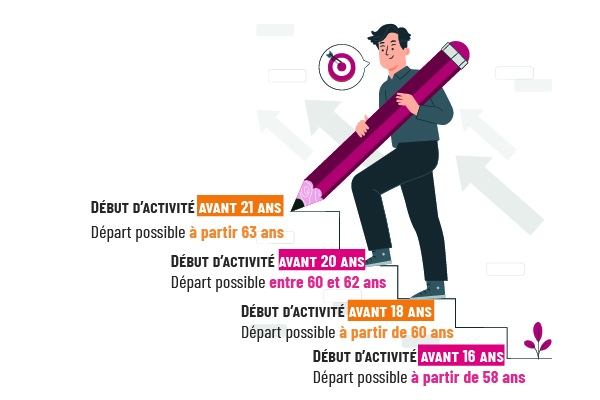 DÉBUT D'ACTIVITÉ AVANT 21 ANS
Départ possible à partir 63 ans
DÉBUT D'ACTIVITÉ AVANT 20 ANS
Départ possible entre 60 et 62 ans
DÉBUT D'ACTIVITÉ AVANT 18 ANS
Départ possible à partir de 60 ans
DÉBUT D'ACTIVITÉ AVANT 16 ANS
Départ possible à partir de 58 ans